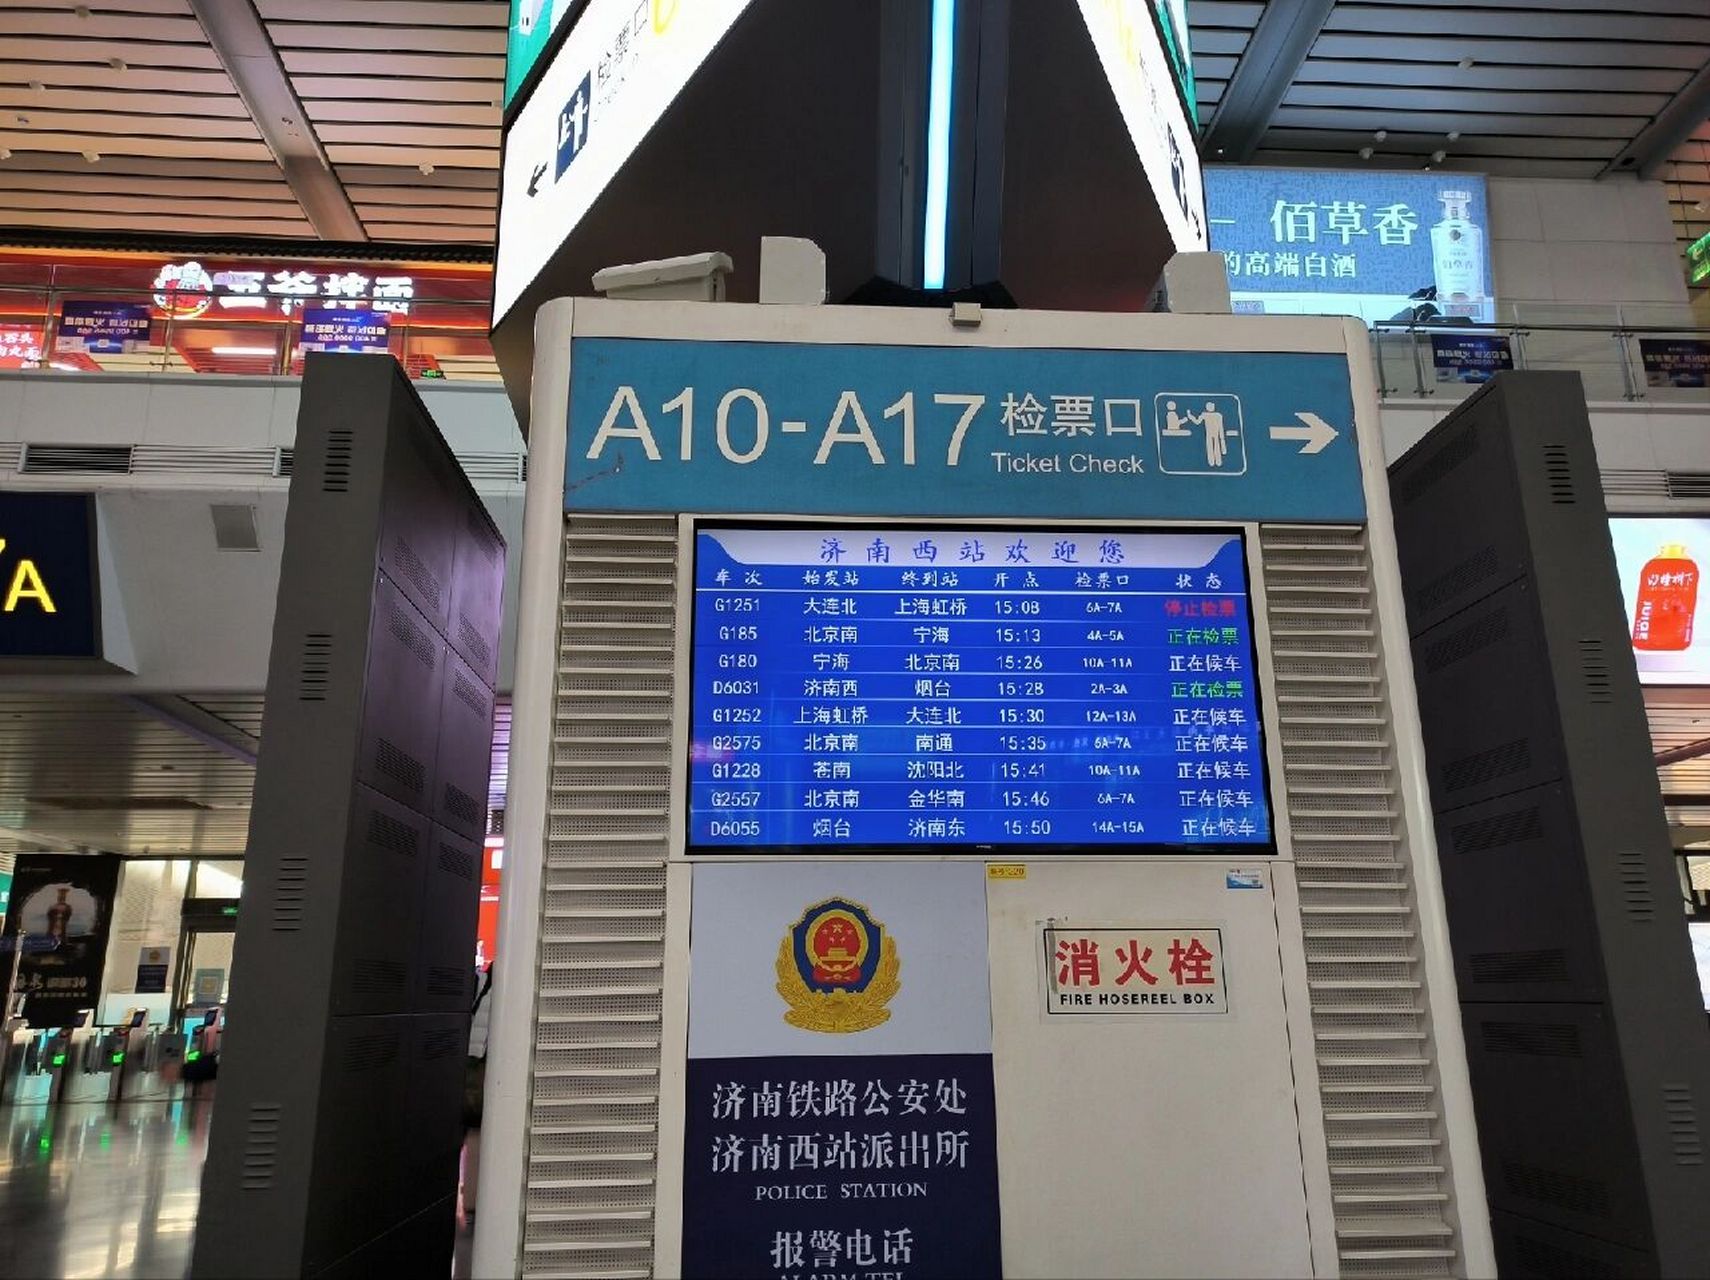 检票口
佰草香
的高端白酒
A10-A17 检票口
Ticket Check
济南西站欢迎您
车次 始发站 终到站 开点 检票口 状态
G1251 大连北 上海虹桥 15:08 6A-7A 停止检票
G185 北京南 宁海 15:13 4A-5A 正在检票
G180 宁海 北京南 15:26 10A-11A 正在候车
D6031 济南西 烟台 15:28 2A-3A 正在检票
G1252 上海虹桥 大连北 15:30 12A-13A 正在候车
G2575 北京南 南通 15:35 6A-7A 正在候车
G1228 苍南 沈阳北 15:41 10A-11A 正在候车
G2557 北京南 金华南 15:46 6A-7A 正在候车
D6055 烟台 济南东 15:50 14A-15A 正在候车
消火栓
FIRE HOSEREEL BOX
济南铁路公安处
济南西站派出所
POLICE STATION
报警电话
ALARM TEL